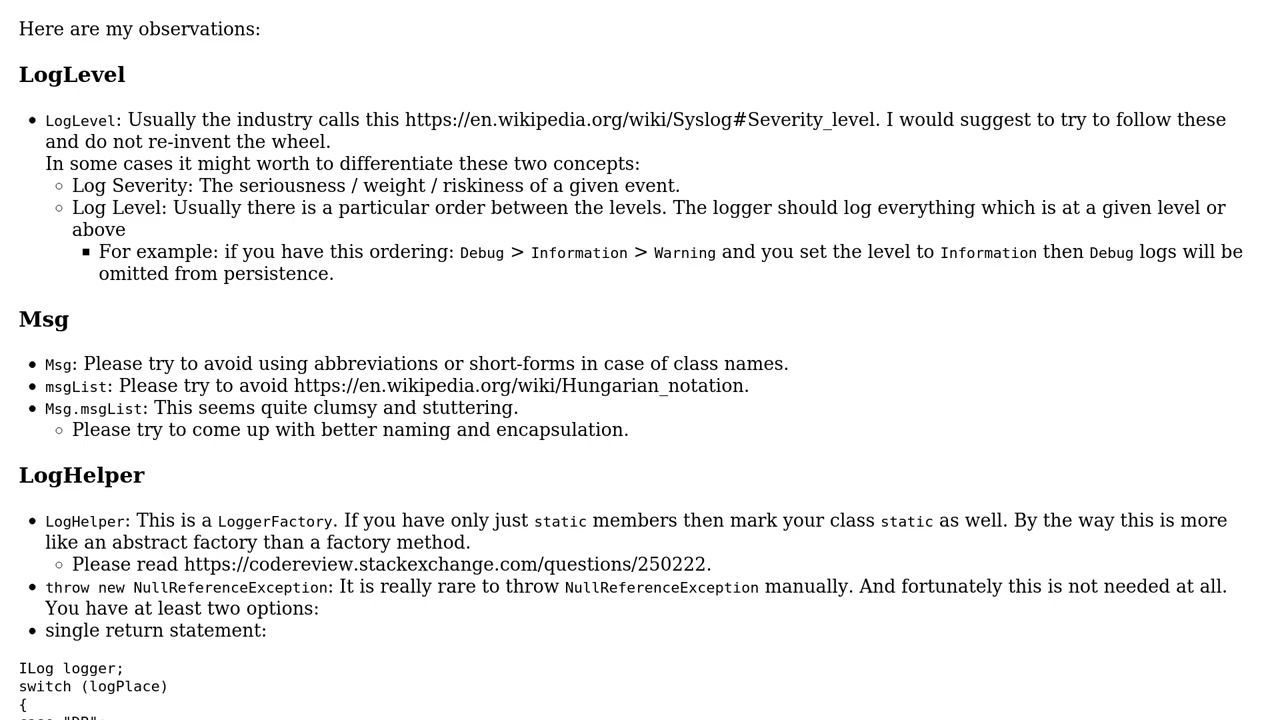 Here are my observations:
LogLevel
• LogLevel: Usually the industry calls this https://en.wikipedia.org/wiki/Syslog#Severity_level. I would suggest to try to follow these
and do not re-invent the wheel.
In some cases it might worth to differentiate these two concepts:
◦ Log Severity: The seriousness / weight / riskiness of a given event.
◦ Log Level: Usually there is a particular order between the levels. The logger should log everything which is at a given level or
above
▪ For example: if you have this ordering: Debug > Information > Warning and you set the level to Information then Debug logs will be
omitted from persistence.
Msg
• Msg: Please try to avoid using abbreviations or short-forms in case of class names.
• msgList: Please try to avoid https://en.wikipedia.org/wiki/Hungarian_notation.
• Msg.msgList: This seems quite clumsy and stuttering.
◦ Please try to come up with better naming and encapsulation.
LogHelper
• LogHelper: This is a LoggerFactory. If you have only just static members then mark your class static as well. By the way this is more
like an abstract factory than a factory method.
◦ Please read https://codereview.stackexchange.com/questions/250222.
• throw new NullReferenceException: It is really rare to throw NullReferenceException manually. And fortunately this is not needed at all.
You have at least two options:
• single return statement:
ILog logger;
switch (logPlace)
{
case "DB":